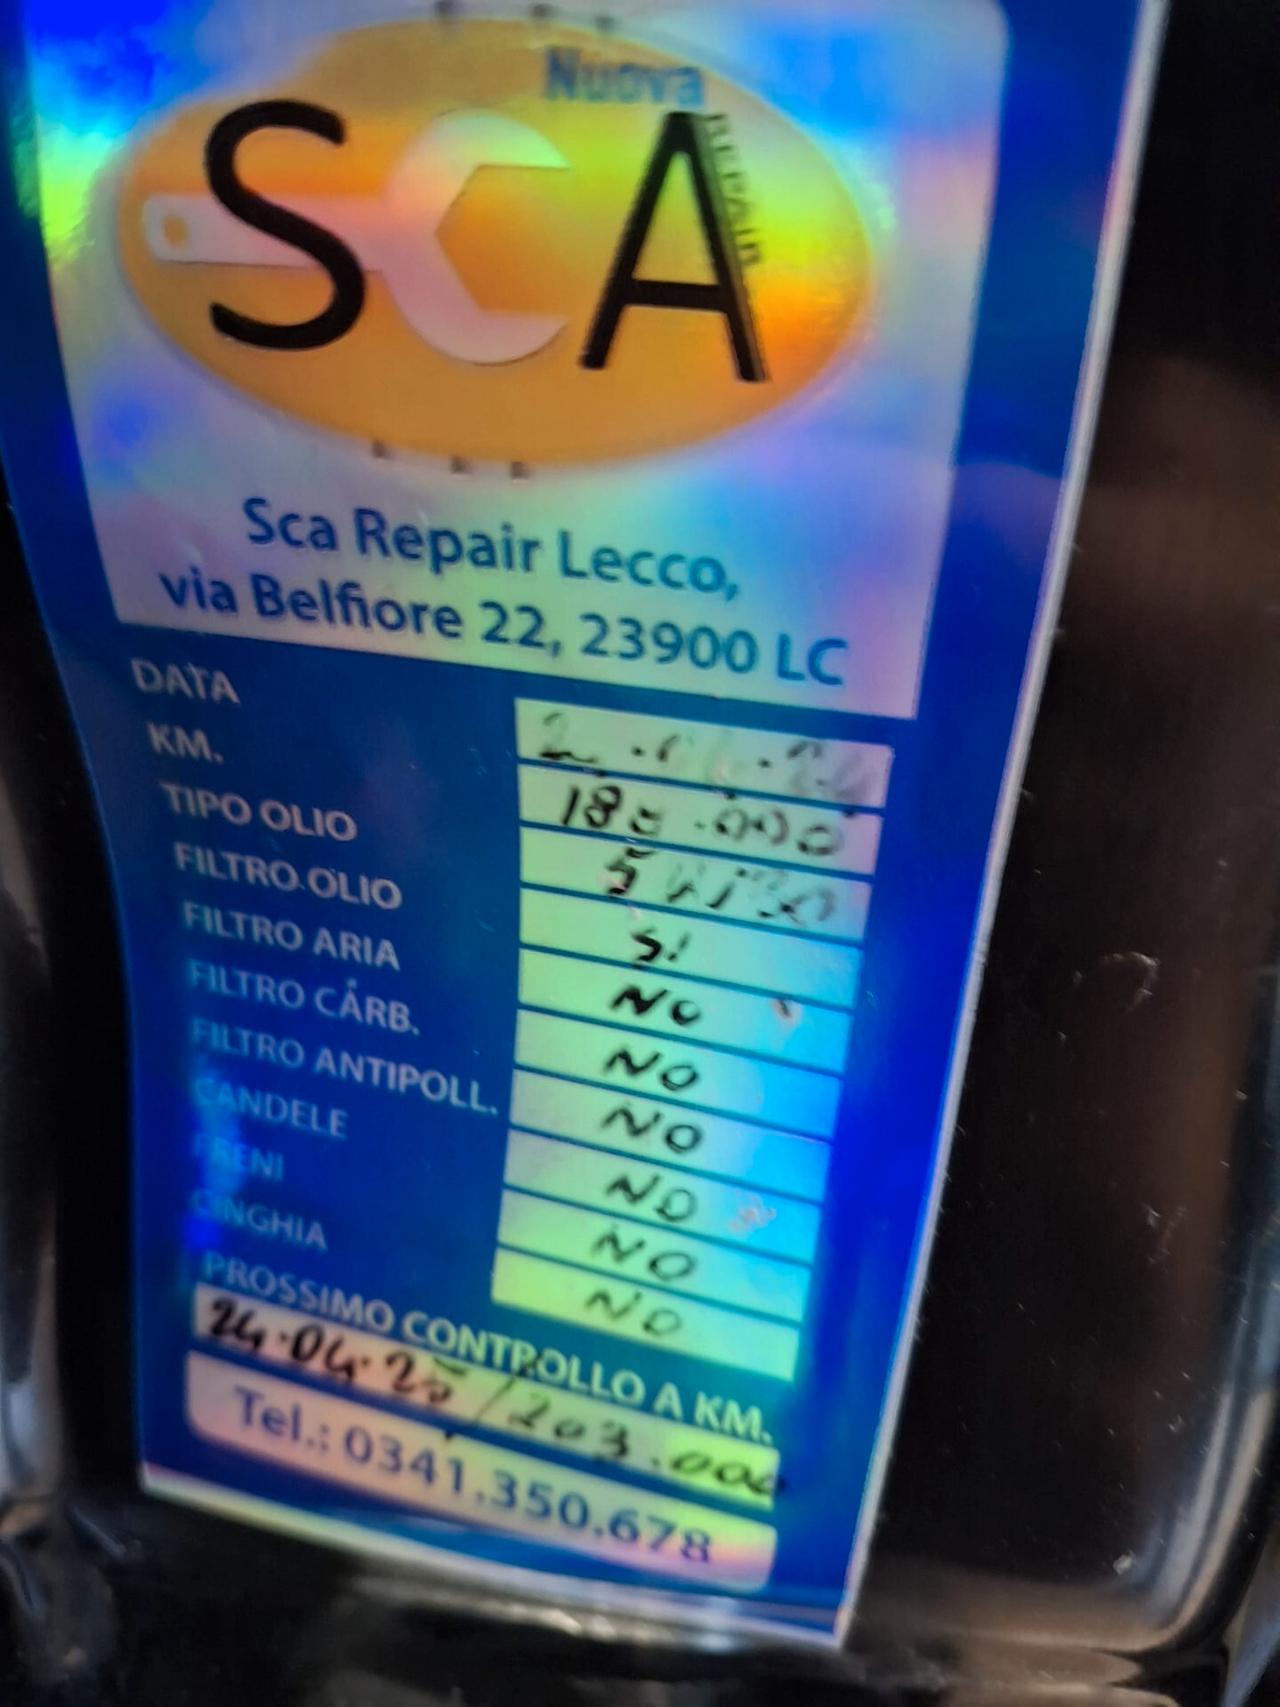 Nuova
SCA
REPAIR
Sca Repair Lecco,
via Belfiore 22, 23900 LC
DATA
KM.
TIPO OLIO 5W30
FILTRO OLIO SI
FILTRO ARIA NO
FILTRO CARB. NO
FILTRO ANTIPOLL. NO
CANDELE NO
FRENI NO
CINGHIA NO
PROSSIMO CONTROLLO A KM.
24.04.25/203.000
Tel.: 0341.350.678